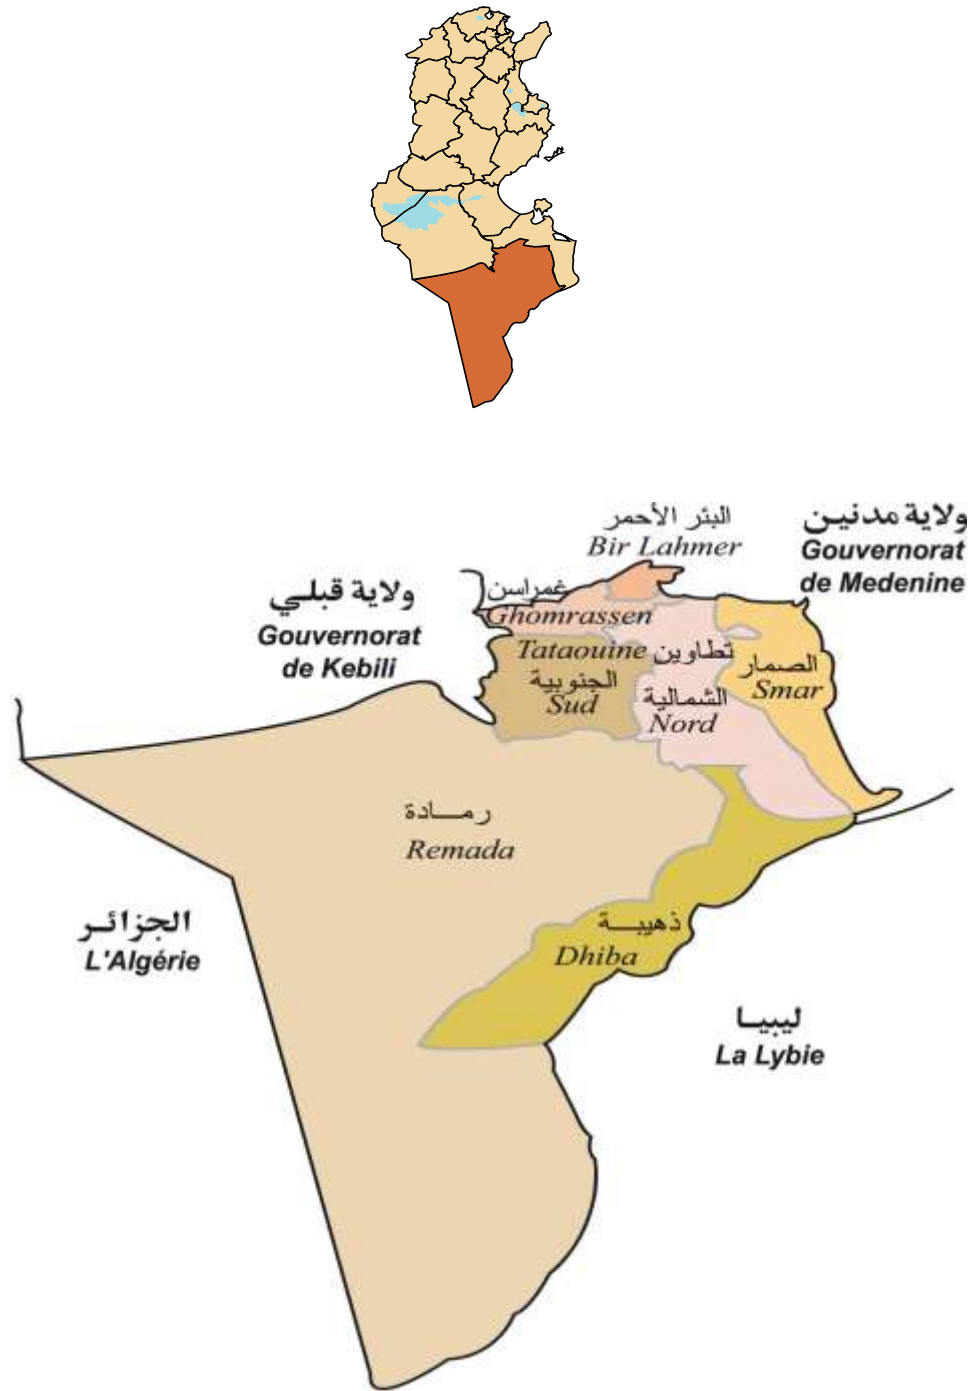 البئر الأحمر
Bir Lahmer
ولاية مدنين
Gouvernorat
de Medenine
ولاية قبلي
Gouvernorat
de Kebili
غمراسن
Ghomrassen
Tataouine تطاوين
الجنوبية
Sud
الشمالية
Nord
الصمار
Smar
رمادة
Remada
الجزائر
L'Algérie
ذهيبة
Dhiba
ليبيا
La Lybie